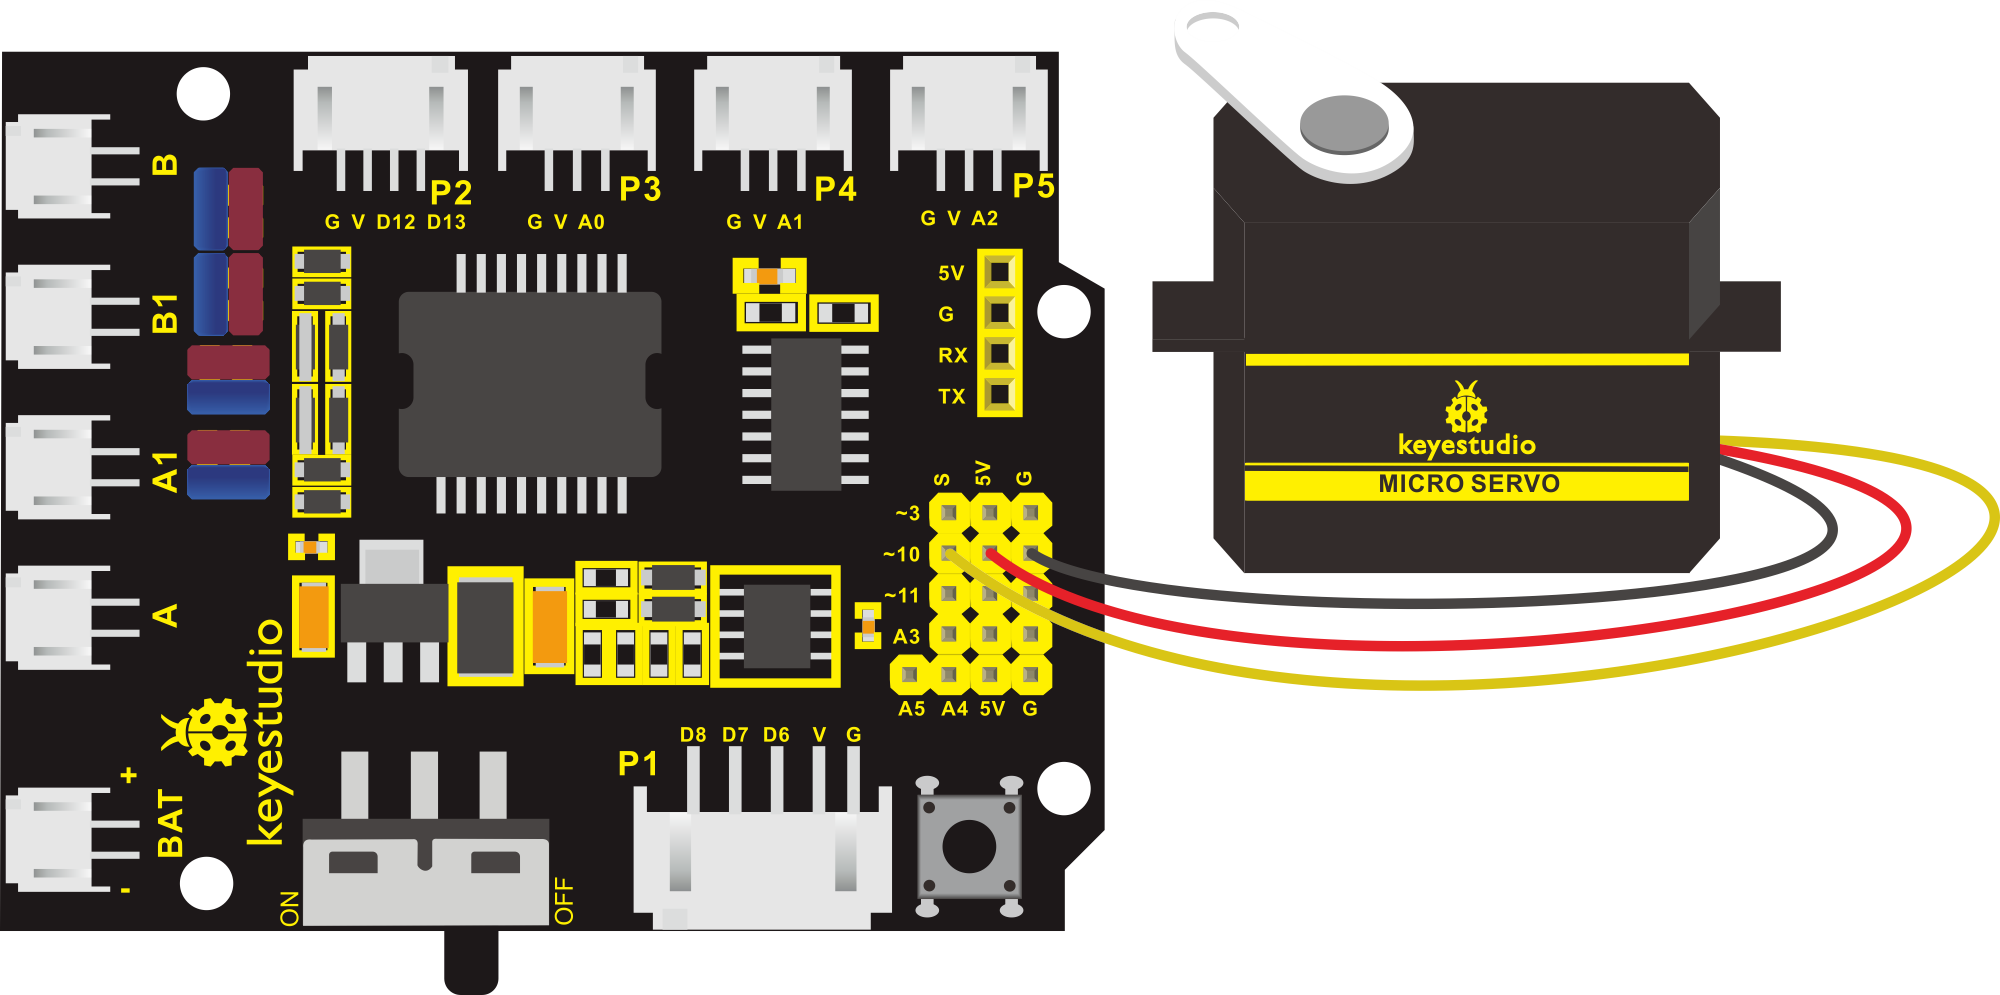 B
B1
A1
A
BAT
+
-
keyestudio
P2
G V D12 D13
P3
G V A0
P4
G V A1
P5
G V A2
5V
G
RX
TX
S 5V G
~3
~10
~11
A3
A5 A4 5V G
P1
D8 D7 D6 V G
ON
OFF
keyestudio
MICRO SERVO